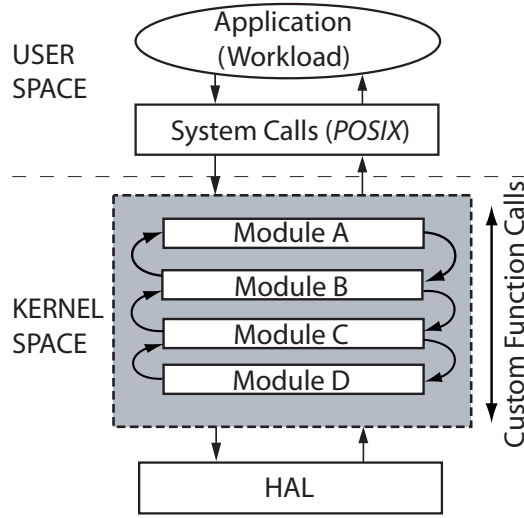 Application
(Workload)
USER
SPACE
System Calls (POSIX)
Module A
Module B
Module C
Module D
KERNEL
SPACE
Custom Function Calls
HAL